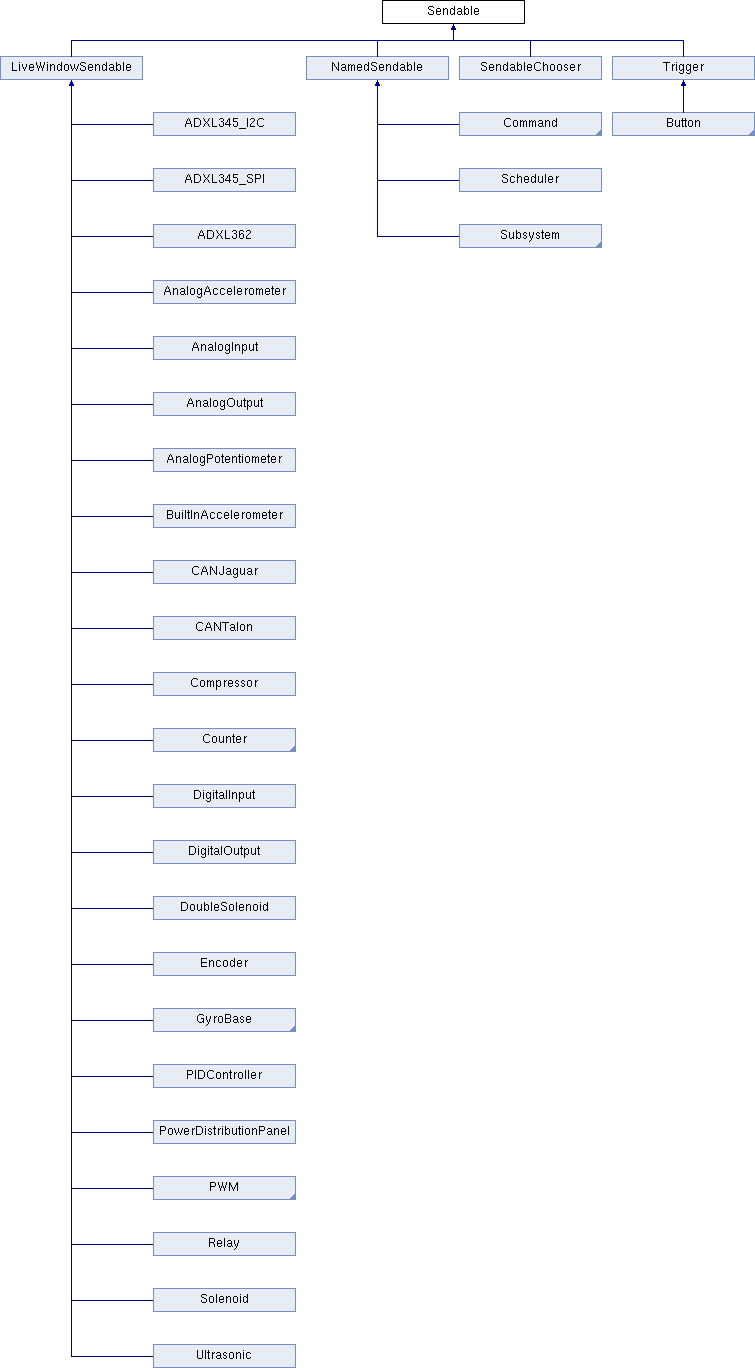 Sendable
LiveWindowSendable
NamedSendable
SendableChooser
Trigger
ADXL345_I2C
Command
Button
ADXL345_SPI
Scheduler
ADXL362
Subsystem
AnalogAccelerometer
AnalogInput
AnalogOutput
AnalogPotentiometer
BuiltInAccelerometer
CANJaguar
CANTalon
Compressor
Counter
DigitalInput
DigitalOutput
DoubleSolenoid
Encoder
GyroBase
PIDController
PowerDistributionPanel
PWM
Relay
Solenoid
Ultrasonic